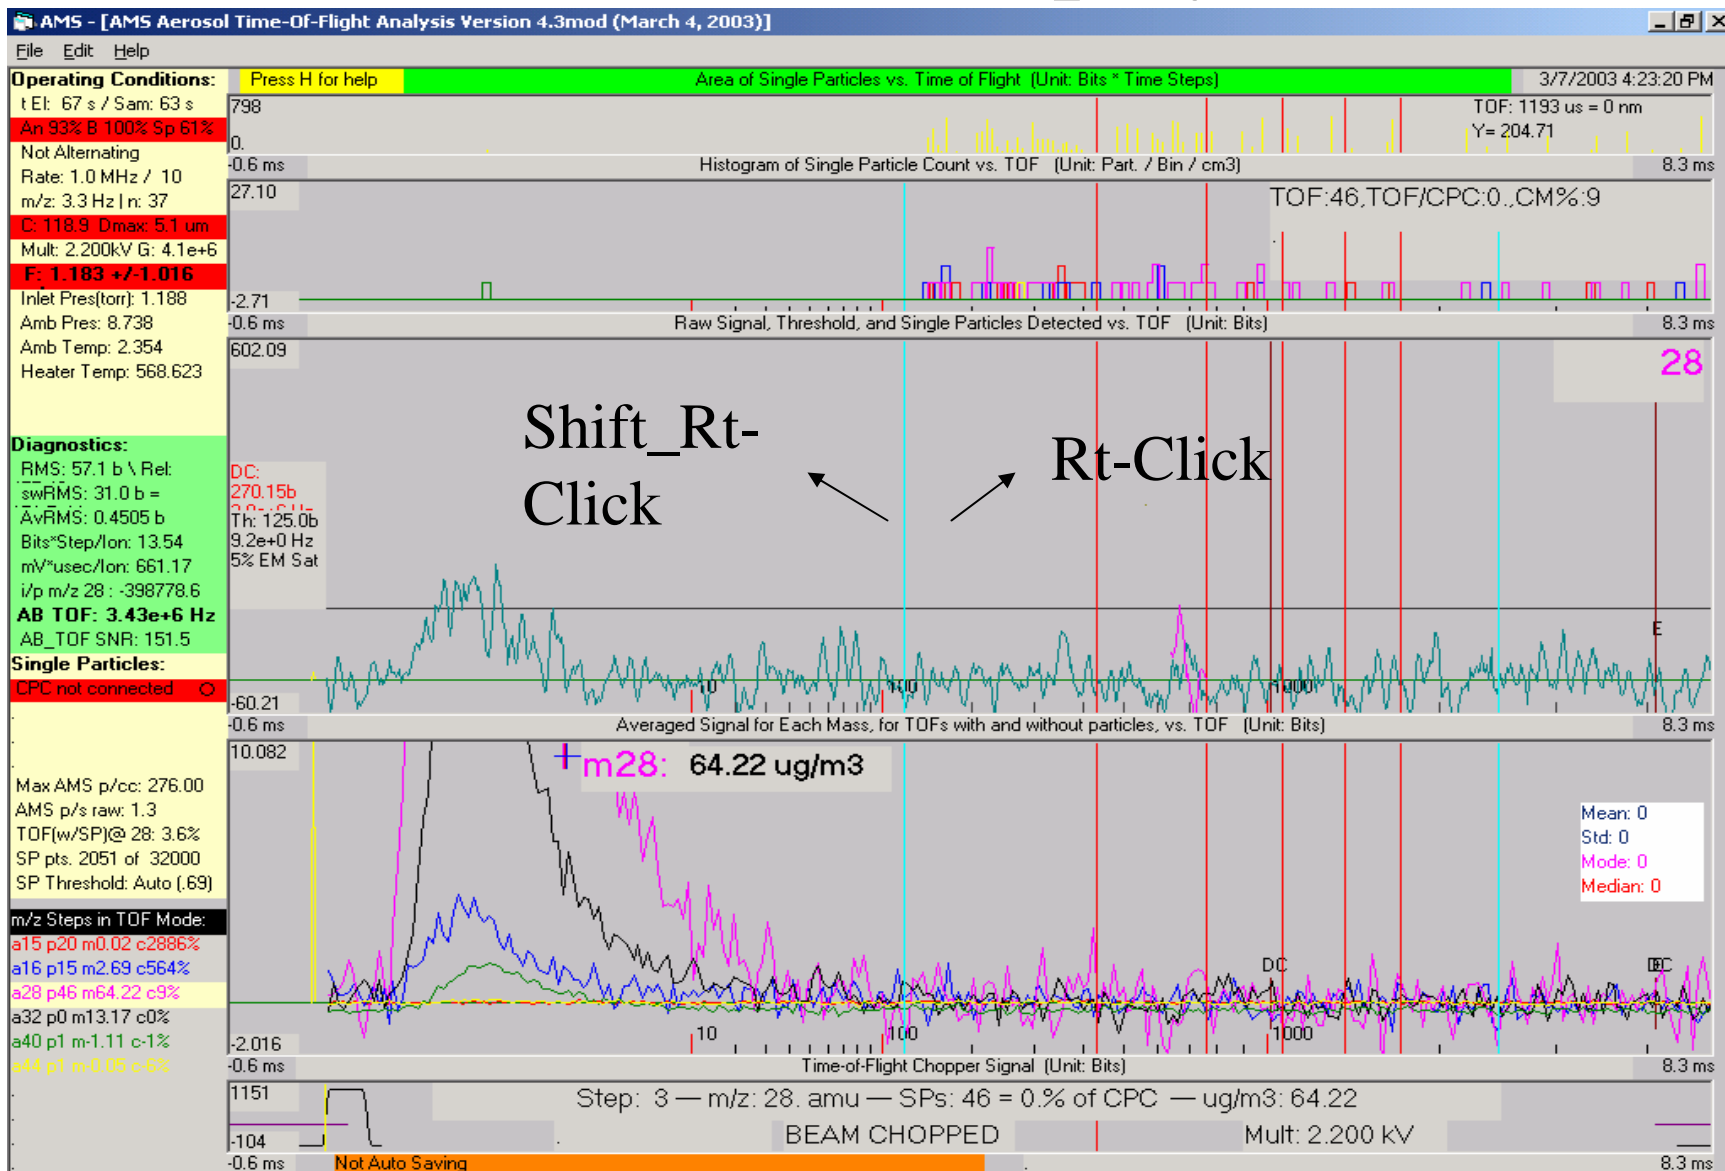 AMS - [AMS Aerosol Time-Of-Flight Analysis Version 4.3mod (March 4, 2003)]
File Edit Help
Operating Conditions:
t El: 67 s / Sam: 63 s
An 93% B 100% Sp 61%
Not Alternating
Rate: 1.0 MHz / 10
m/z: 3.3 Hz | n: 37
C: 118.9 Dmax: 5.1 um
Mult: 2.200kV G: 4.1e+6
F: 1.183 +/-1.016
Inlet Pres(torr): 1.188
Amb Pres: 8.738
Amb Temp: 2.354
Heater Temp: 568.623
Diagnostics:
RMS: 57.1 b \ Rel:
swRMS: 31.0 b =
AvRMS: 0.4505 b
Bits*Step/Ion: 13.54
mV*usec/Ion: 661.17
i/p m/z 28 : -398778.6
AB TOF: 3.43e+6 Hz
AB_TOF SNR: 151.5
Single Particles:
CPC not connected O
Max AMS p/cc: 276.00
AMS p/s raw: 1.3
TOF(w/SP)@ 28: 3.6%
SP pts. 2051 of 32000
SP Threshold: Auto (.69)
m/z Steps in TOF Mode:
a15 p20 m0.02 c2886%
a16 p15 m2.69 c564%
a28 p46 m64.22 c9%
a32 p0 m13.17 c0%
a40 p1 m-1.11 c-1%
a44 p1 m-0.05 c-6%
Press H for help
Area of Single Particles vs. Time of Flight (Unit: Bits * Time Steps)
3/7/2003 4:23:20 PM
798
TOF: 1193 us = 0 nm
Y= 204.71
0.
-0.6 ms
Histogram of Single Particle Count vs. TOF (Unit: Part. / Bin / cm3)
8.3 ms
27.10
TOF:46,TOF/CPC:0.,CM%:9
-2.71
-0.6 ms
Raw Signal, Threshold, and Single Particles Detected vs. TOF (Unit: Bits)
8.3 ms
602.09
28
Shift_Rt-
Click
Rt-Click
DC:
270.15b
Th: 125.0b
9.2e+0 Hz
5% EM Sat
E
10 100 1000
-60.21
-0.6 ms
Averaged Signal for Each Mass, for TOFs with and without particles, vs. TOF (Unit: Bits)
8.3 ms
10.082
m28: 64.22 ug/m3
Mean: 0
Std: 0
Mode: 0
Median: 0
DC
10 100 1000
-2.016
-0.6 ms
Time-of-Flight Chopper Signal (Unit: Bits)
8.3 ms
1151
Step: 3 — m/z: 28. amu — SPs: 46 = 0.% of CPC — ug/m3: 64.22
-104
BEAM CHOPPED
Mult: 2.200 kV
-0.6 ms
Not Auto Saving
8.3 ms